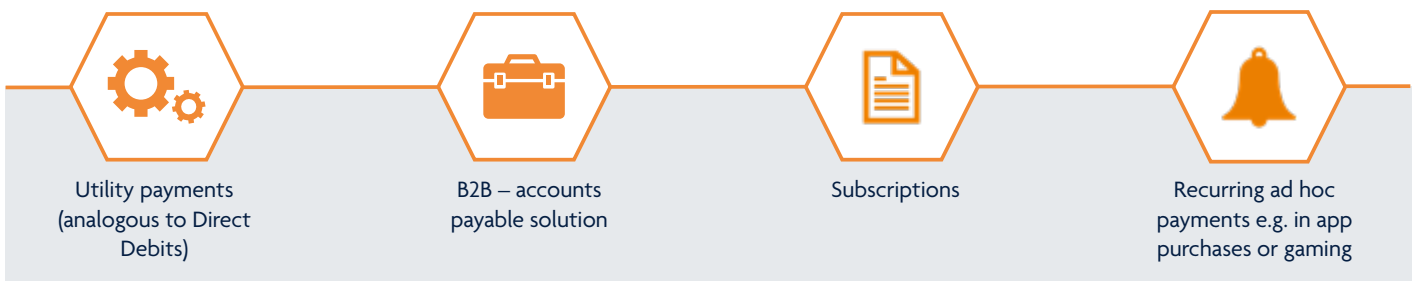 Utility payments
(analogous to Direct
Debits)
B2B – accounts
payable solution
Subscriptions
Recurring ad hoc
payments e.g. in app
purchases or gaming